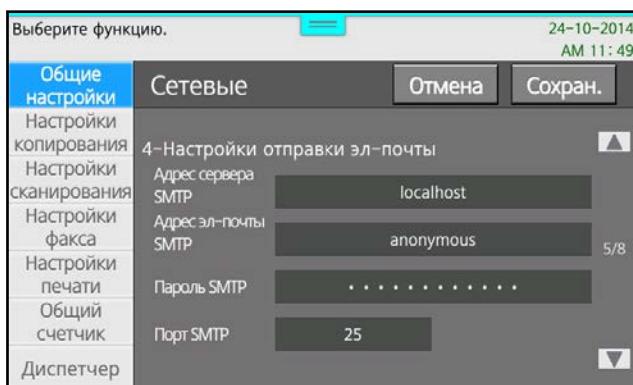 Выберите функцию.
24-10-2014
AM 11:49
Общие
настройки
Настройки
копирования
Настройки
сканирования
Настройки
факса
Настройки
печати
Общий
счетчик
Диспетчер
Сетевые
Отмена
Сохран.
4-Настройки отправки эл-почты
Адрес сервера
SMTP
localhost
Адрес эл-почты
SMTP
anonymous
5/8
Пароль SMTP
· · · · · · · · · · · ·
Порт SMTP
25